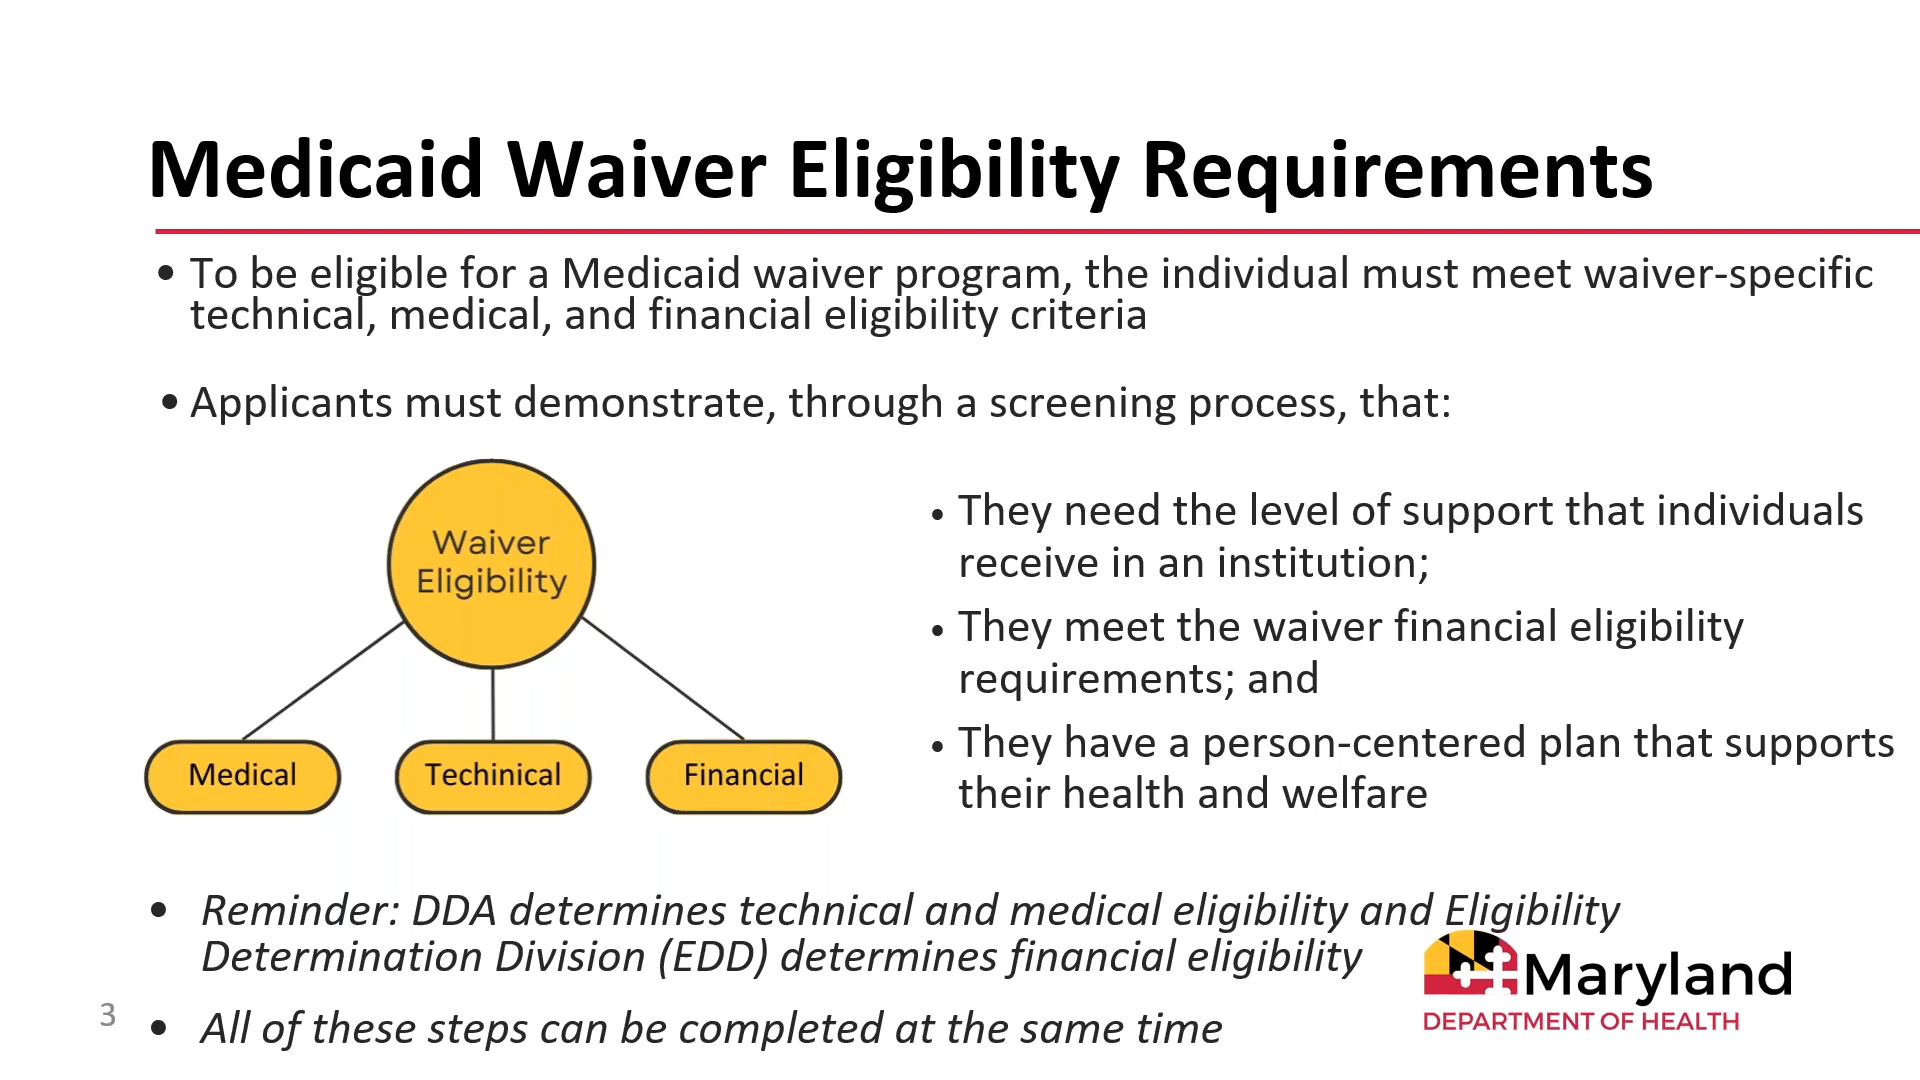 Medicaid Waiver Eligibility Requirements
• To be eligible for a Medicaid waiver program, the individual must meet waiver-specific
technical, medical, and financial eligibility criteria
• Applicants must demonstrate, through a screening process, that:
Waiver
Eligibility
Medical
Techinical
Financial
• They need the level of support that individuals
receive in an institution;
• They meet the waiver financial eligibility
requirements; and
• They have a person-centered plan that supports
their health and welfare
• Reminder: DDA determines technical and medical eligibility and Eligibility
Determination Division (EDD) determines financial eligibility
• All of these steps can be completed at the same time
3
Maryland
DEPARTMENT OF HEALTH